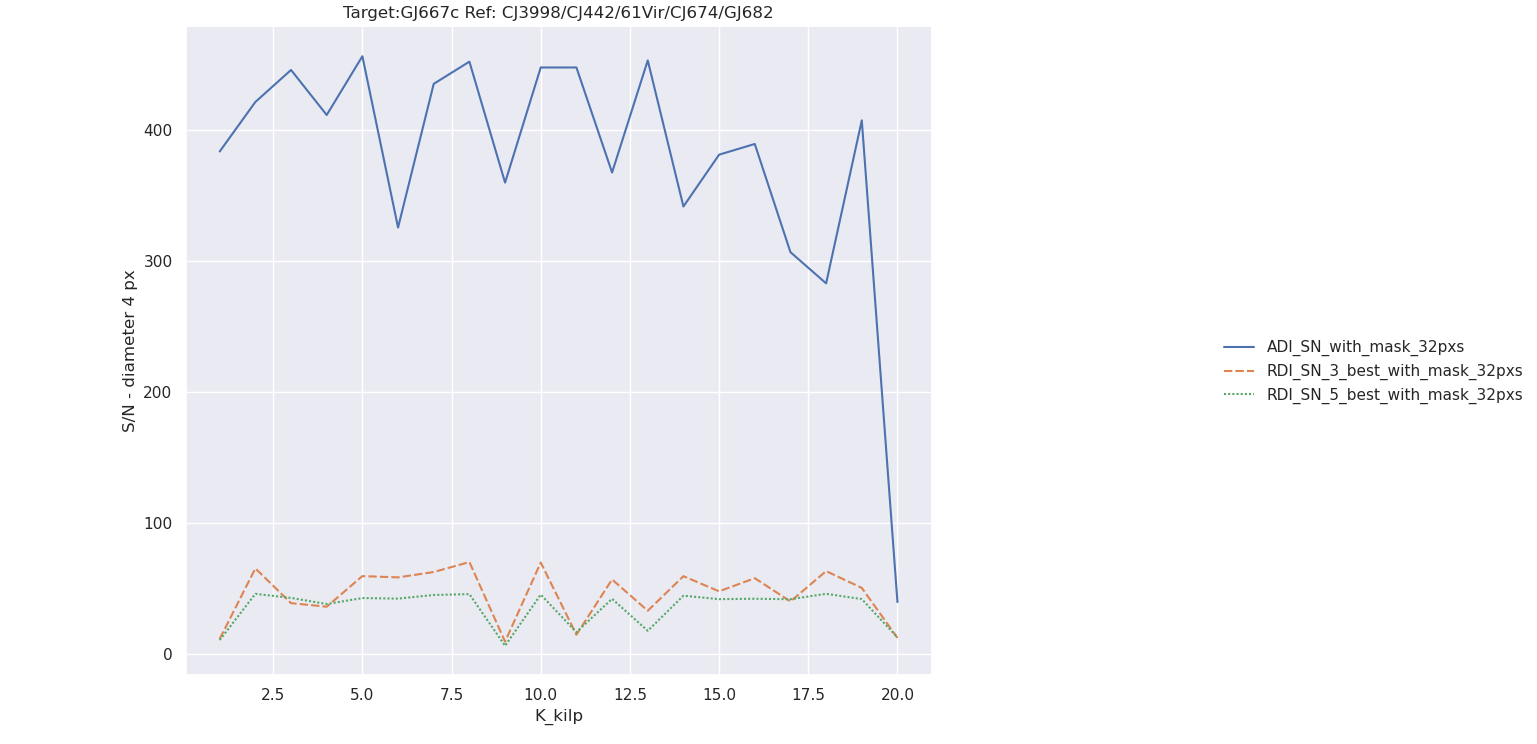 Target:GJ667c Ref: CJ3998/CJ442/61Vir/CJ674/GJ682
400
300
200
100
0
S/N - diameter 4 px
2.5 5.0 7.5 10.0 12.5 15.0 17.5 20.0
K_kilp
ADI_SN_with_mask_32pxs
RDI_SN_3_best_with_mask_32pxs
RDI_SN_5_best_with_mask_32pxs